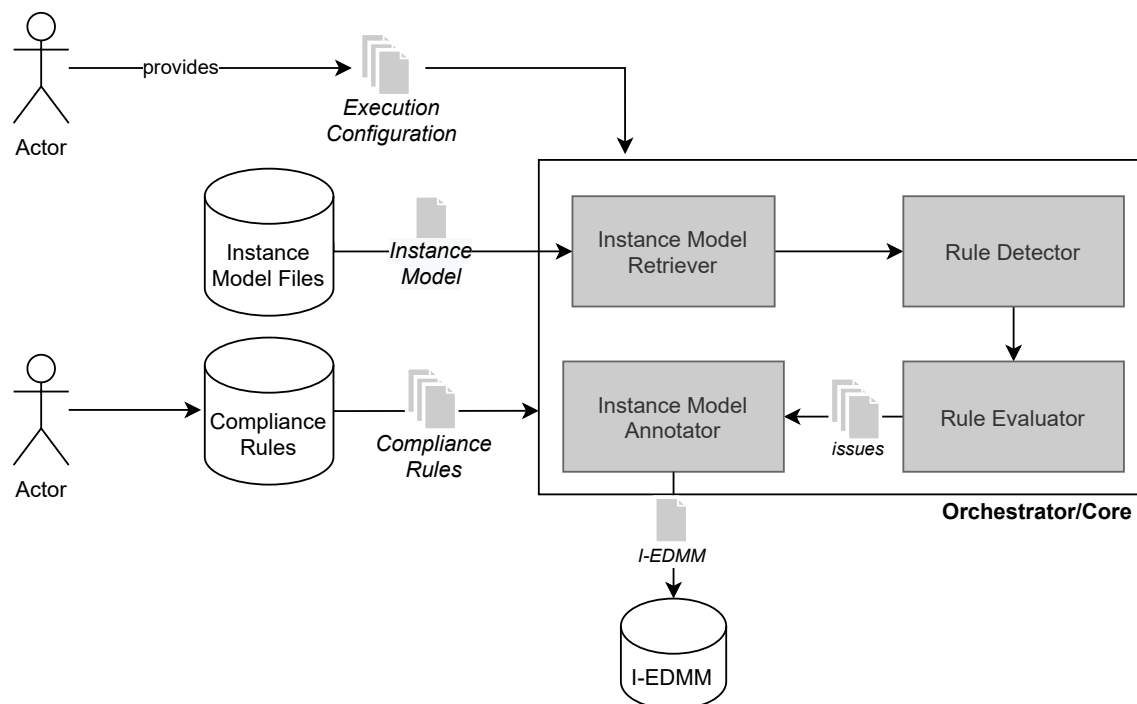 provides
Execution
Configuration
Actor
Instance
Model Files
Instance
Model
Instance Model
Retriever
Rule Detector
Actor
Compliance
Rules
Compliance
Rules
Instance Model
Annotator
issues
Rule Evaluator
Orchestrator/Core
I-EDMM
I-EDMM